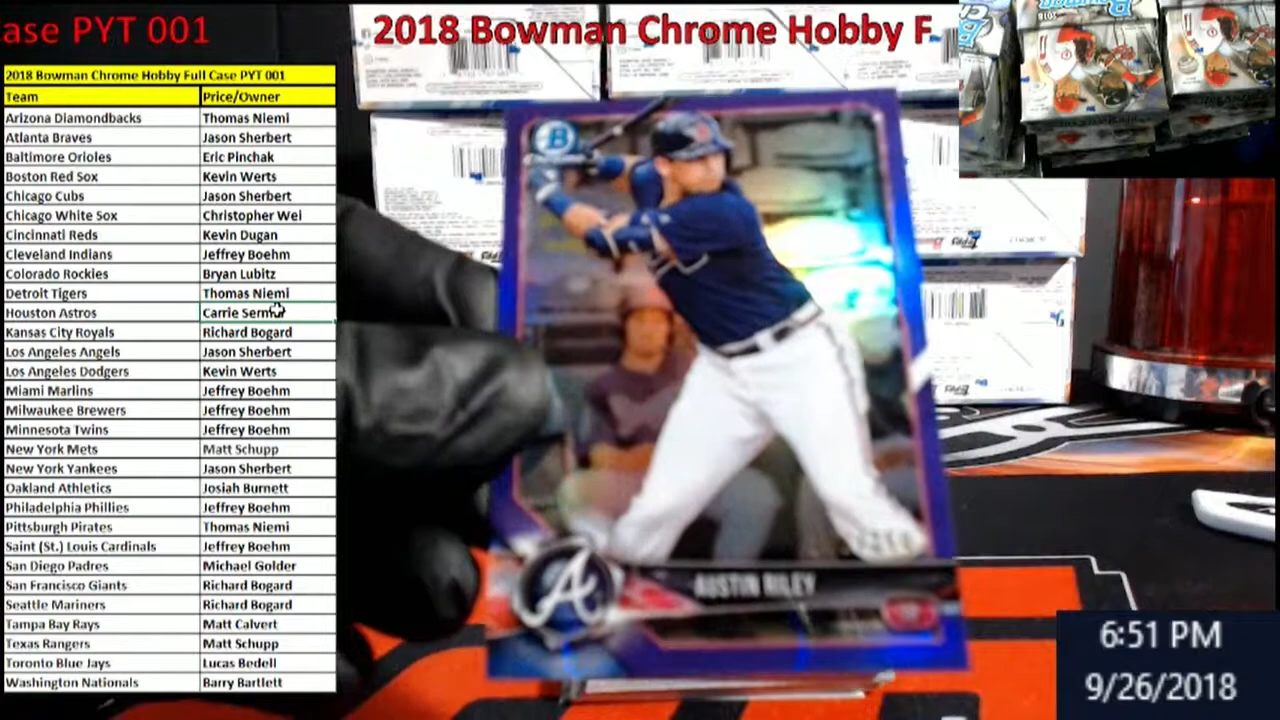 ase PYT 001
2018 Bowman Chrome Hobby F
2018 Bowman Chrome Hobby Full Case PYT 001
Team Price/Owner
Arizona Diamondbacks Thomas Niemi
Atlanta Braves Jason Sherbert
Baltimore Orioles Eric Pinchak
Boston Red Sox Kevin Werts
Chicago Cubs Jason Sherbert
Chicago White Sox Christopher Wei
Cincinnati Reds Kevin Dugan
Cleveland Indians Jeffrey Boehm
Colorado Rockies Bryan Lubitz
Detroit Tigers Thomas Niemi
Houston Astros Carrie
Kansas City Royals Richard Bogard
Los Angeles Angels Jason Sherbert
Los Angeles Dodgers Kevin Werts
Miami Marlins Jeffrey Boehm
Milwaukee Brewers Jeffrey Boehm
Minnesota Twins Jeffrey Boehm
New York Mets Matt Schupp
New York Yankees Jason Sherbert
Oakland Athletics Josiah Burnett
Philadelphia Phillies Jeffrey Boehm
Pittsburgh Pirates Thomas Niemi
Saint (St.) Louis Cardinals Jeffrey Boehm
San Diego Padres Michael Golder
San Francisco Giants Richard Bogard
Seattle Mariners Richard Bogard
Tampa Bay Rays Matt Calvert
Texas Rangers Matt Schupp
Toronto Blue Jays Lucas Bedell
Washington Nationals Barry Bartlett
B
A
AUSTIN RILEY
6:51 PM
9/26/2018